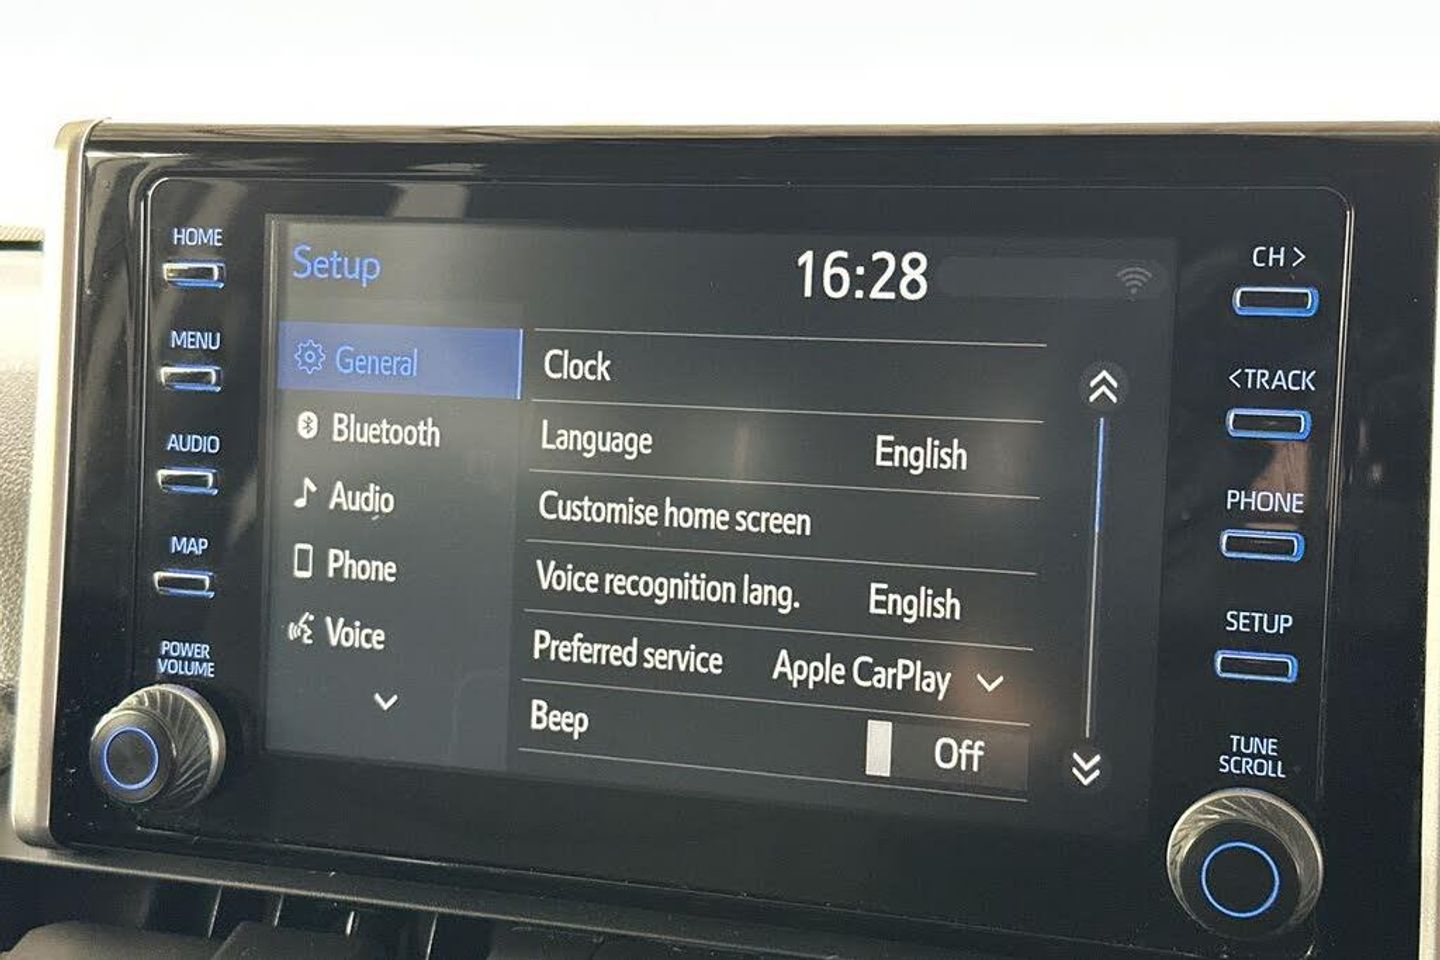 HOME
MENU
AUDIO
MAP
POWER
VOLUME
Setup
16:28
General
Bluetooth
Audio
Phone
Voice
Clock
Language English
Customise home screen
Voice recognition lang. English
Preferred service Apple CarPlay
Beep Off
CH >
<TRACK
PHONE
SETUP
TUNE
SCROLL